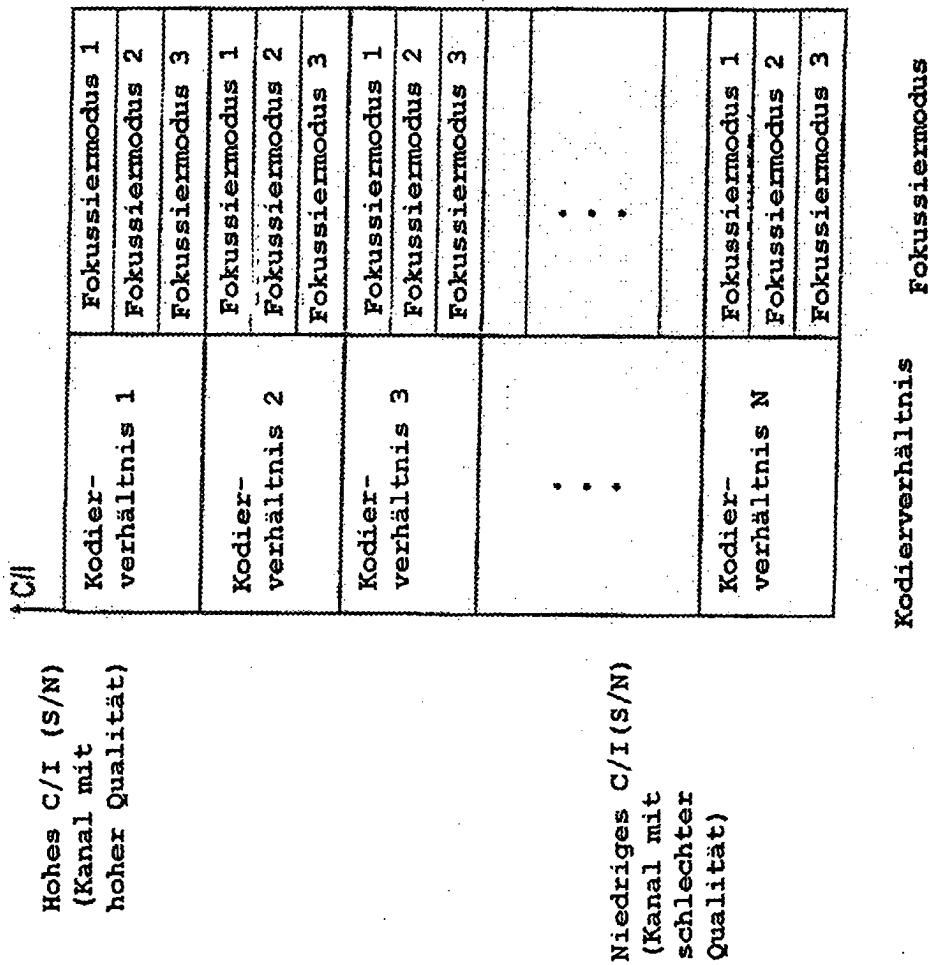 C/I
Hohes C/I (S/N)
(Kanal mit
hoher Qualität)
Kodier-
verhältnis 1
Fokussiermodus 1
Fokussiermodus 2
Fokussiermodus 3
Kodier-
verhältnis 2
Fokussiermodus 1
Fokussiermodus 2
Fokussiermodus 3
Kodier-
verhältnis 3
Fokussiermodus 1
Fokussiermodus 2
Fokussiermodus 3
Niedriges C/I(S/N)
(Kanal mit
schlechter
Qualität)
Kodier-
verhältnis N
Fokussiermodus 1
Fokussiermodus 2
Fokussiermodus 3
Kodierverhältnis
Fokussiermodus